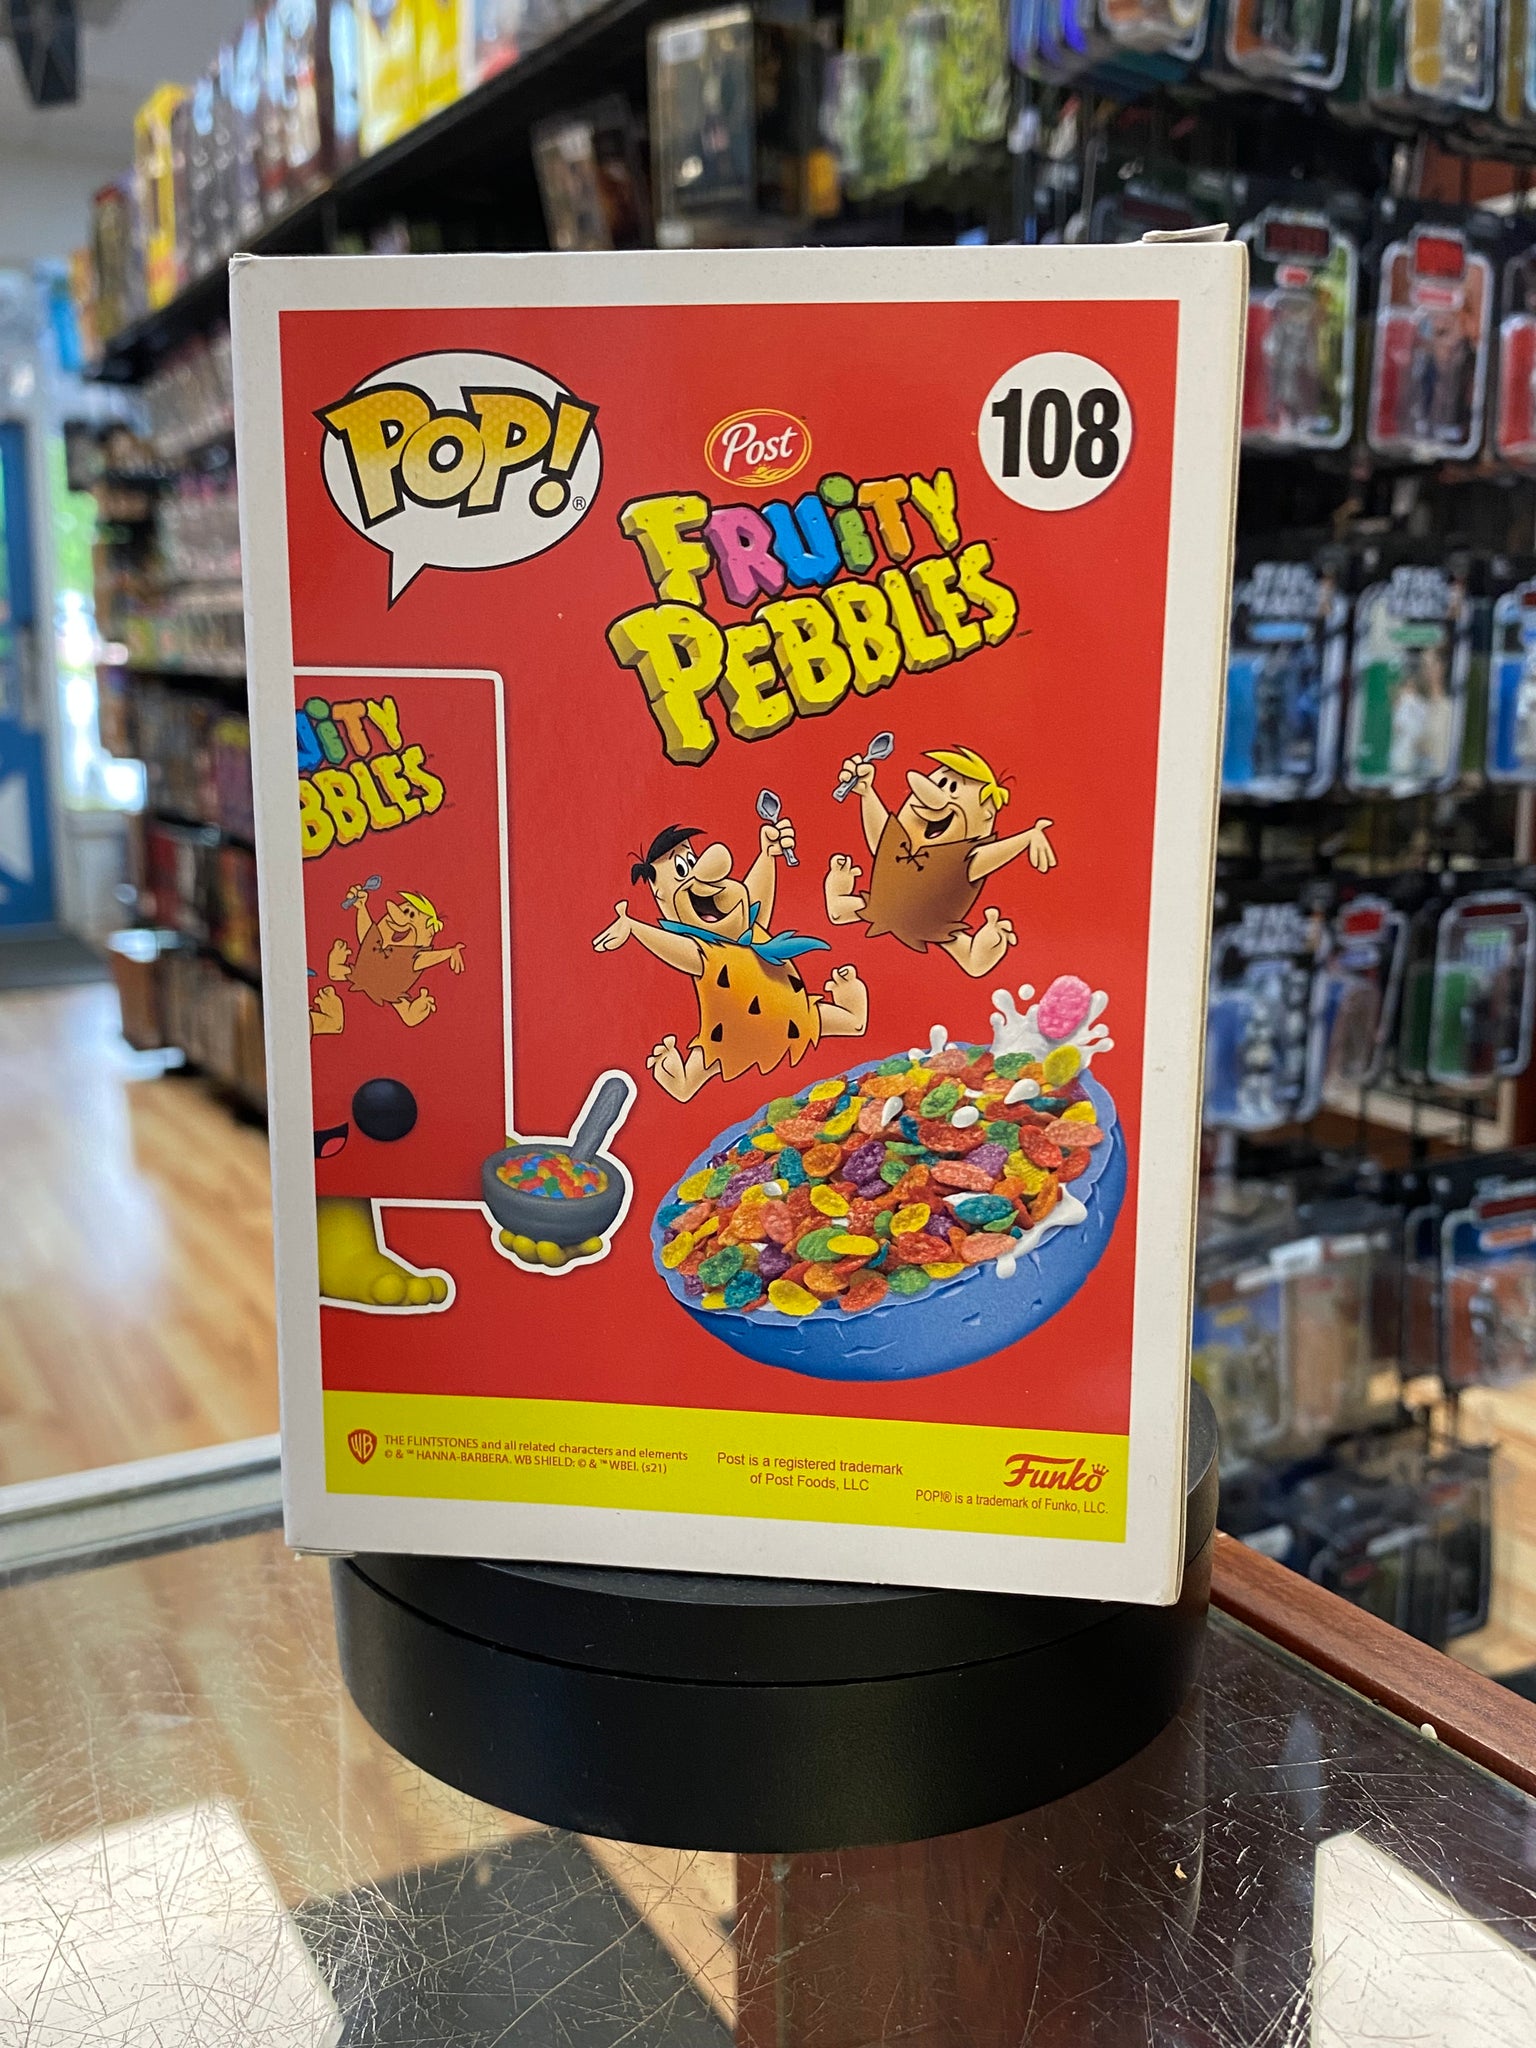 POP!®
Post
108
FRUiTY
PEBBLES
UiTY
BBLES
THE FLINTSTONES and all related characters and elements
© & ™ HANNA-BARBERA. WB SHIELD: © & ™ WBEI. (s21)
Post is a registered trademark
of Post Foods, LLC
Funko
POP!® is a trademark of Funko, LLC.